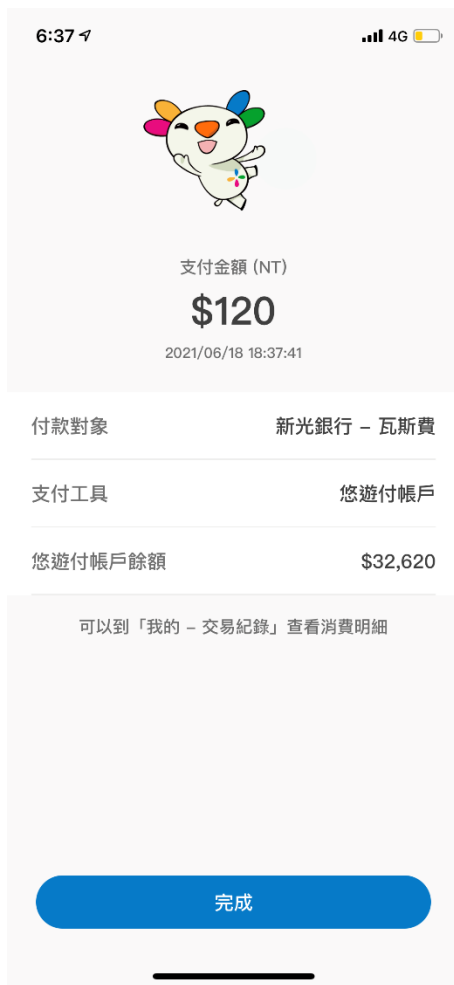 6:37 4G
支付金額 (NT)
$120
2021/06/18 18:37:41
付款對象 新光銀行 – 瓦斯費
支付工具 悠遊付帳戶
悠遊付帳戶餘額 $32,620
可以到「我的 – 交易紀錄」查看消費明細
完成